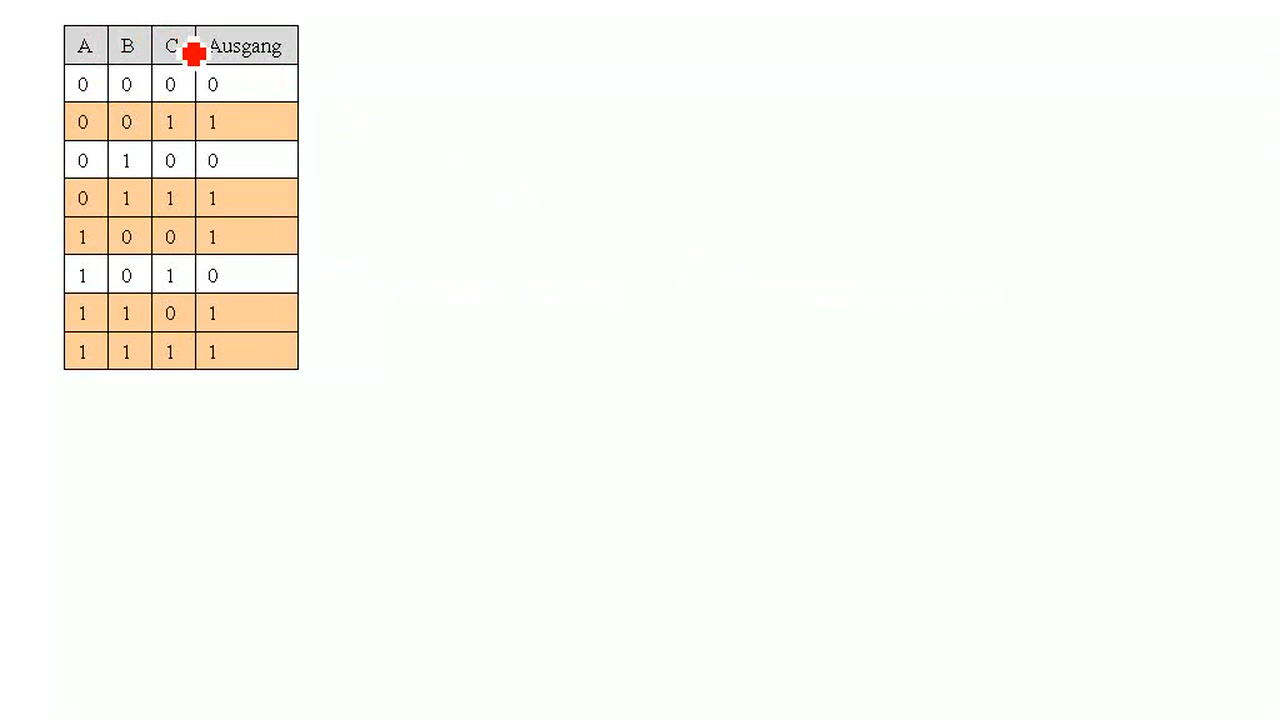 A B C Ausgang
0 0 0 0
0 0 1 1
0 1 0 0
0 1 1 1
1 0 0 1
1 0 1 0
1 1 0 1
1 1 1 1